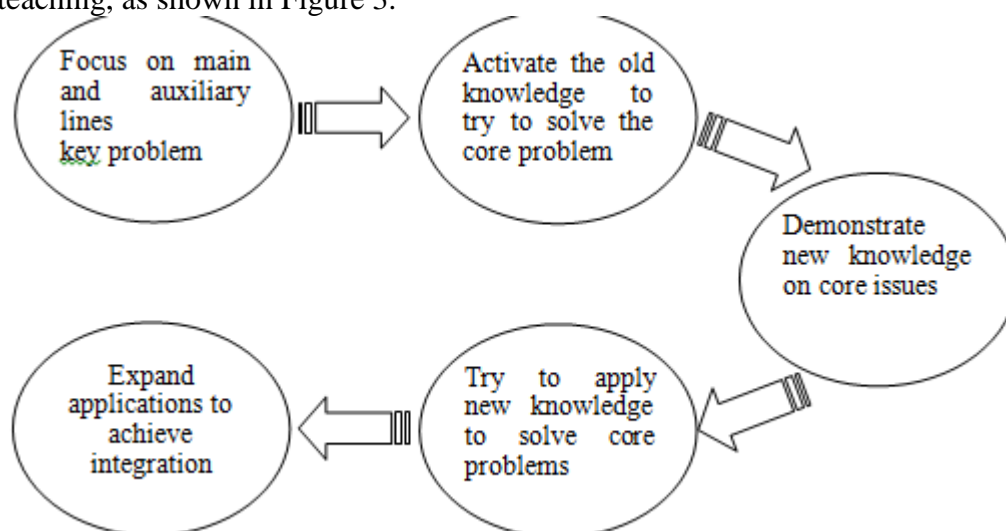 teaching, as shown in Figure 3.
Focus on main
and auxiliary
lines
key problem
Activate the old
knowledge to
try to solve the
core problem
Demonstrate
new knowledge
on core issues
Try to apply
new knowledge
to solve core
problems
Expand
applications to
achieve
integration